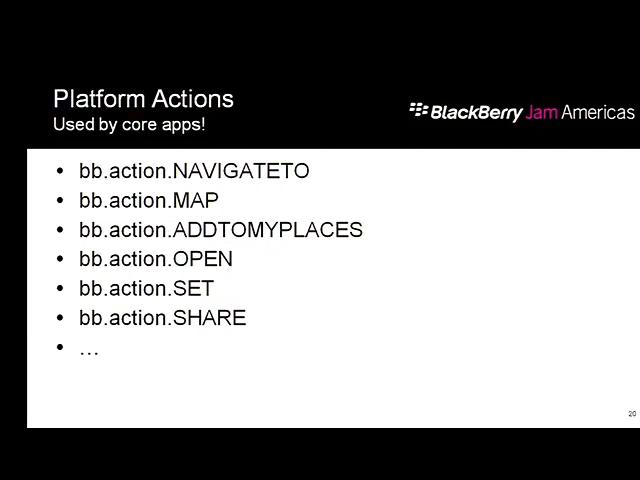 Platform Actions
Used by core apps!
BlackBerry Jam Americas
• bb.action.NAVIGATETO
• bb.action.MAP
• bb.action.ADDTOMYPLACES
• bb.action.OPEN
• bb.action.SET
• bb.action.SHARE
• ...
20